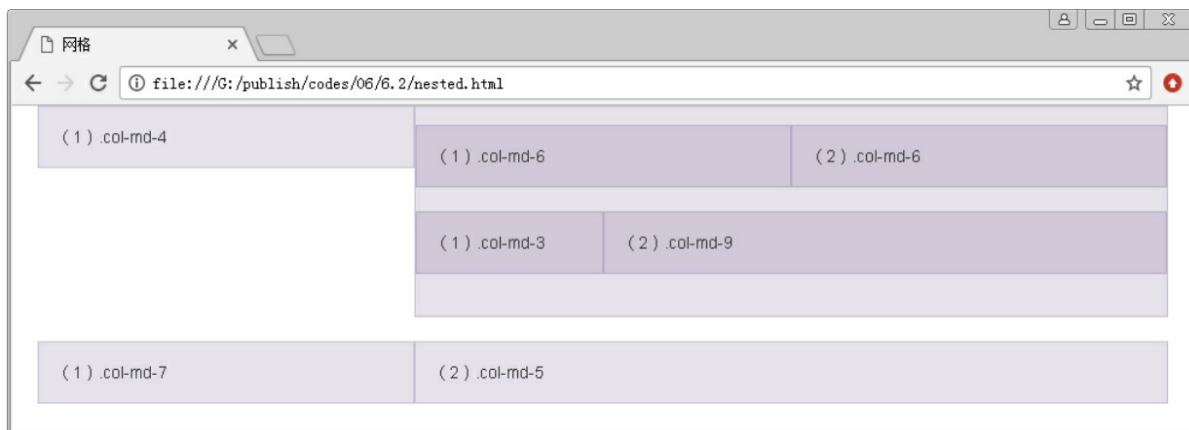 网格
file:///G:/publish/codes/06/6.2/nested.html
（1）.col-md-4
（1）.col-md-6
（2）.col-md-6
（1）.col-md-3
（2）.col-md-9
（1）.col-md-7
（2）.col-md-5